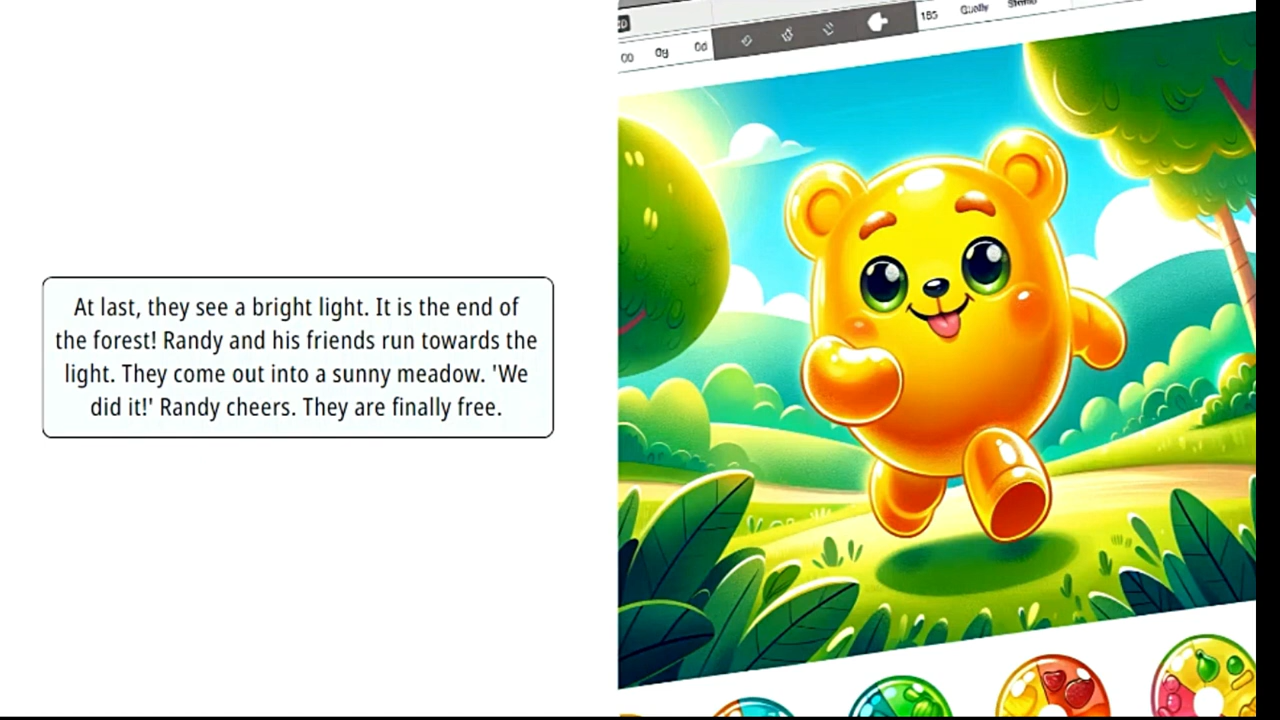 At last, they see a bright light. It is the end of
the forest! Randy and his friends run towards the
light. They come out into a sunny meadow. 'We
did it!' Randy cheers. They are finally free.